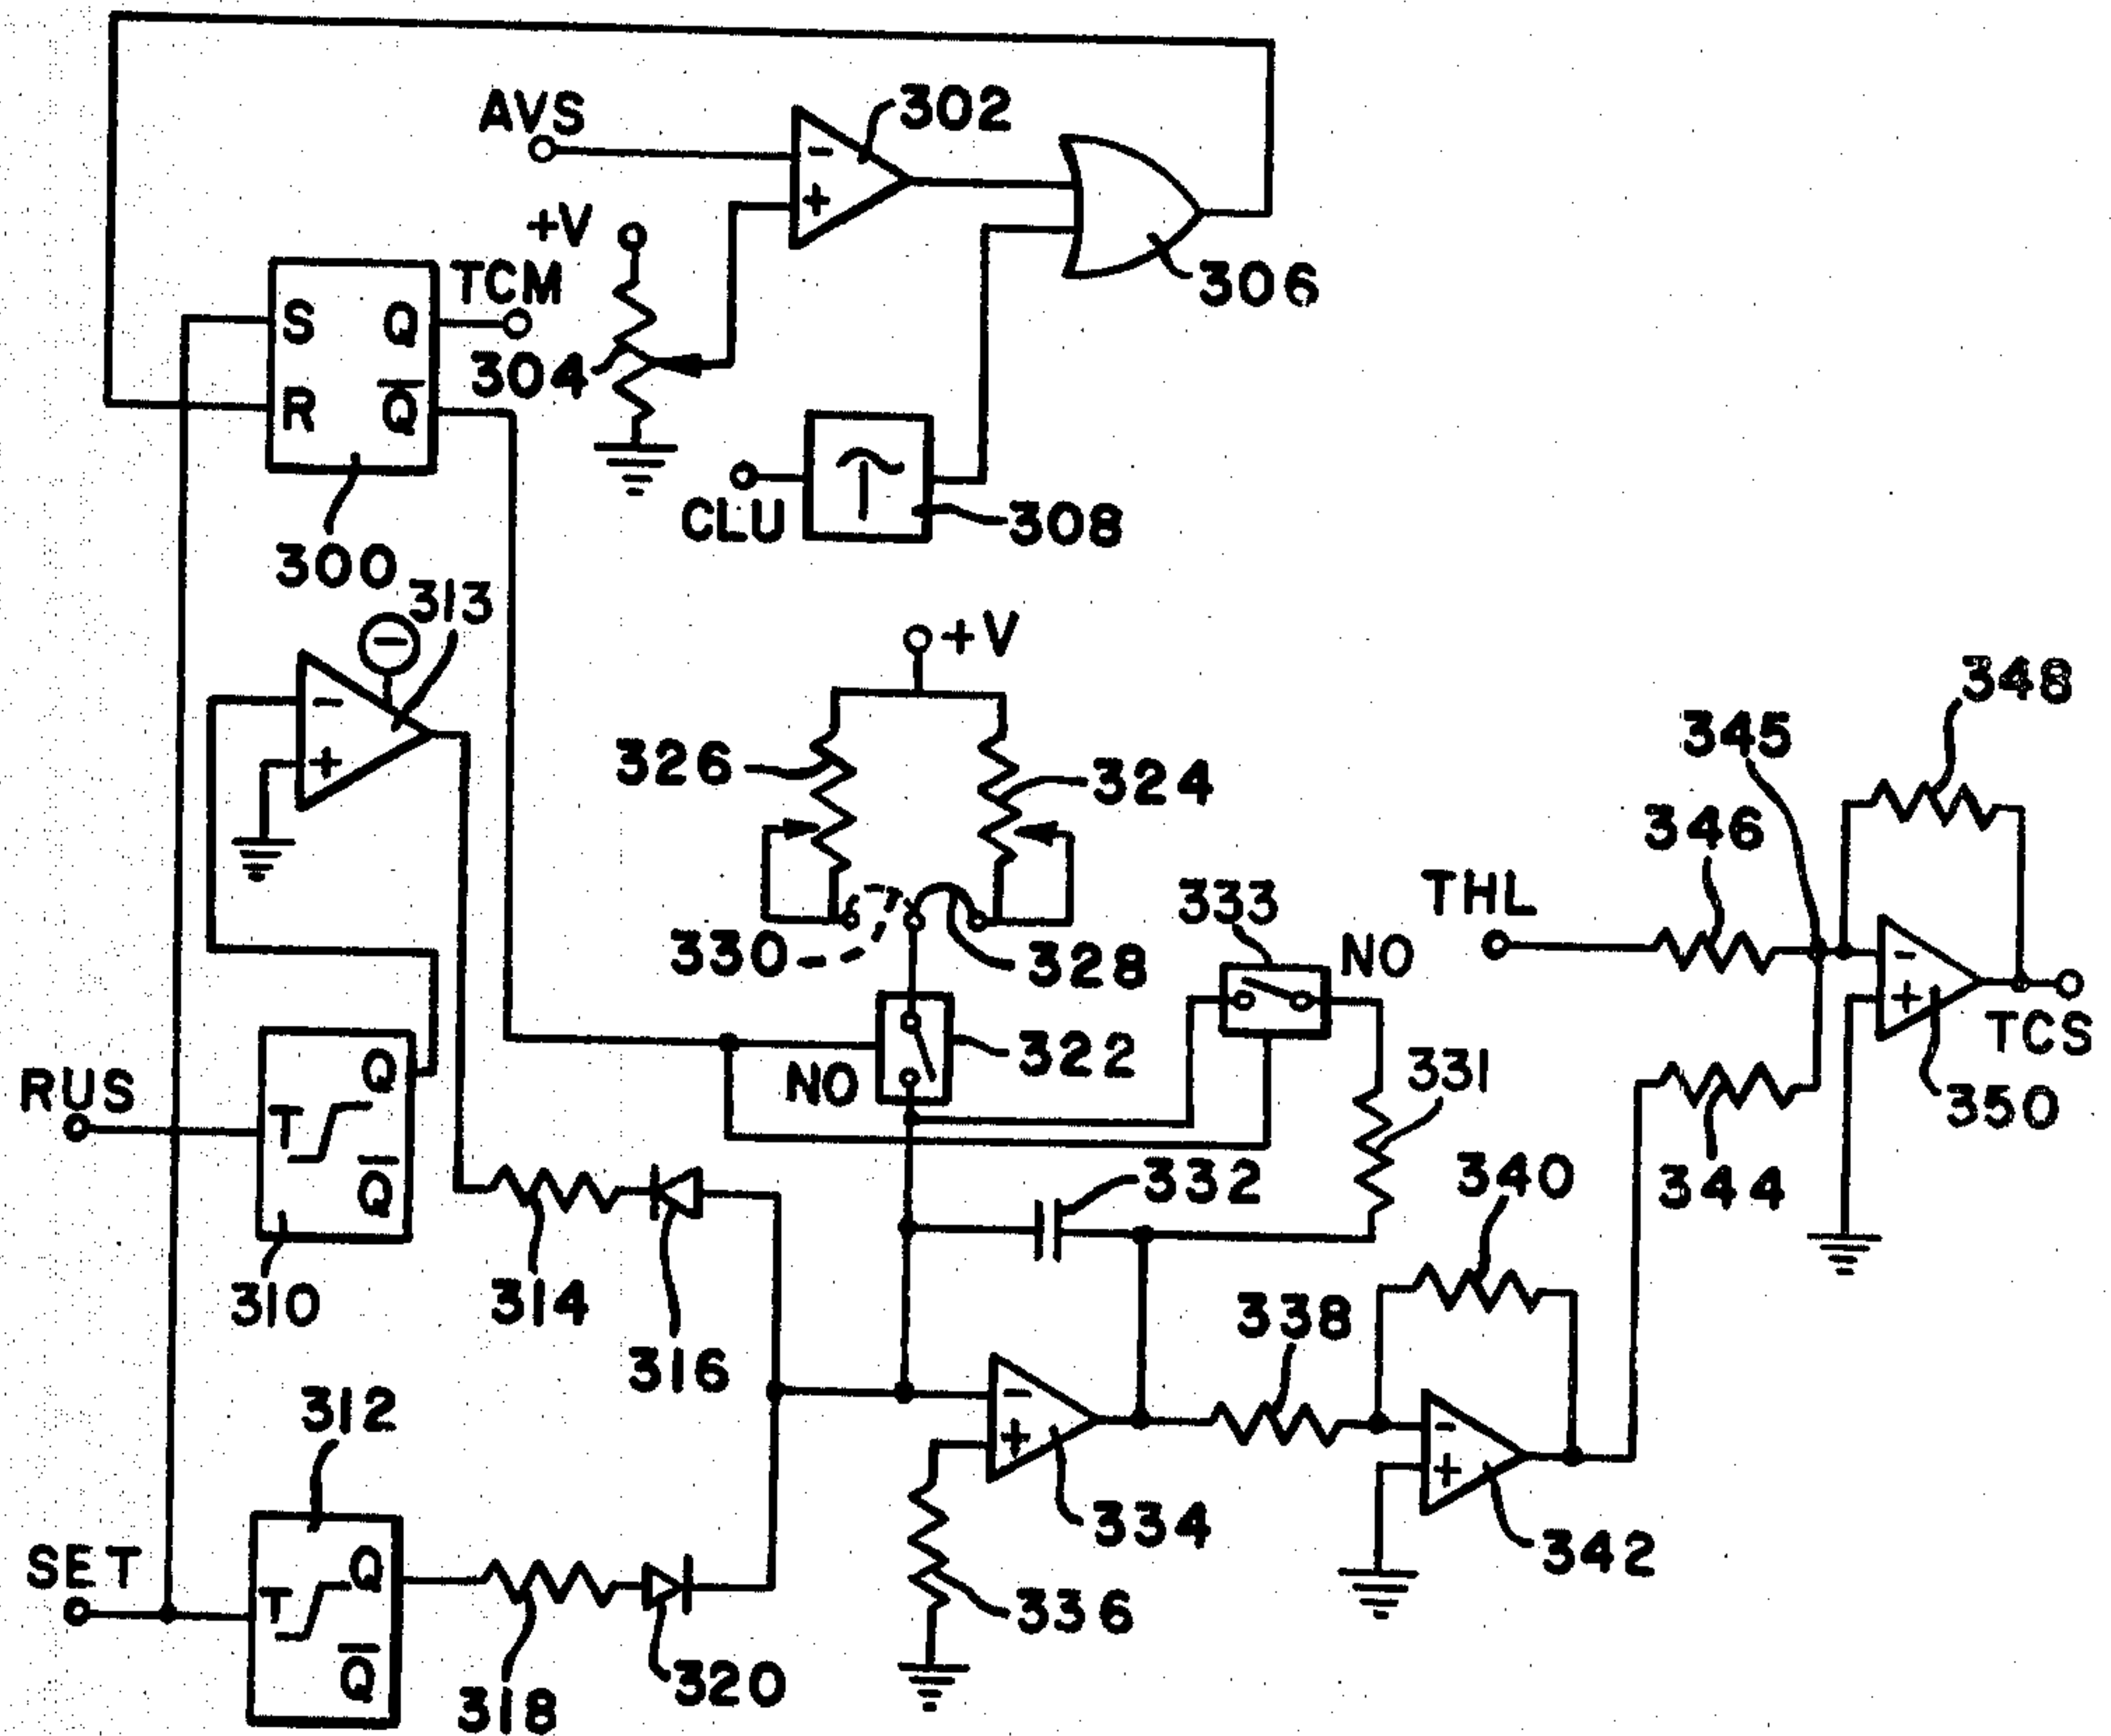 AVS
302
+V
306
TCM
S Q
304
R Q̅
CLU
308
300
313
+V
348
345
326
324
346
THL
333
NO
330
328
322
NO
331
TCS
350
RUS
T Q
Q̅
332
340
344
310
314
316
338
312
334
342
SET
T Q
Q̅
336
318
320
- +
- +
- +
- +
- +
-